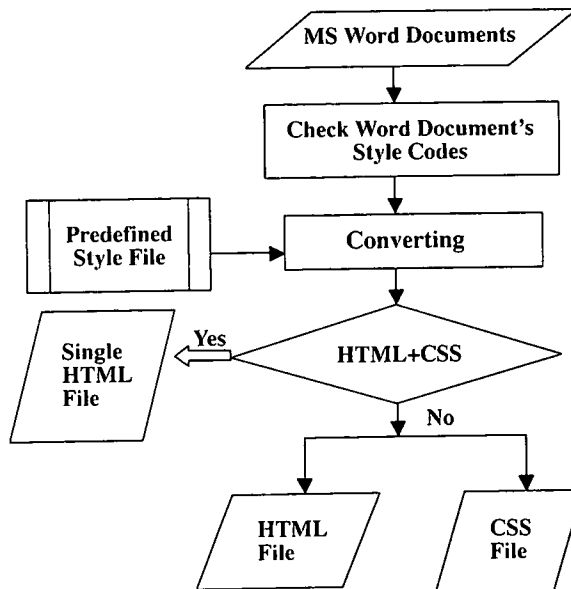 MS Word Documents
Check Word Document's
Style Codes
Predefined
Style File
Converting
Single
HTML
File
Yes
HTML+CSS
No
HTML
File
CSS
File